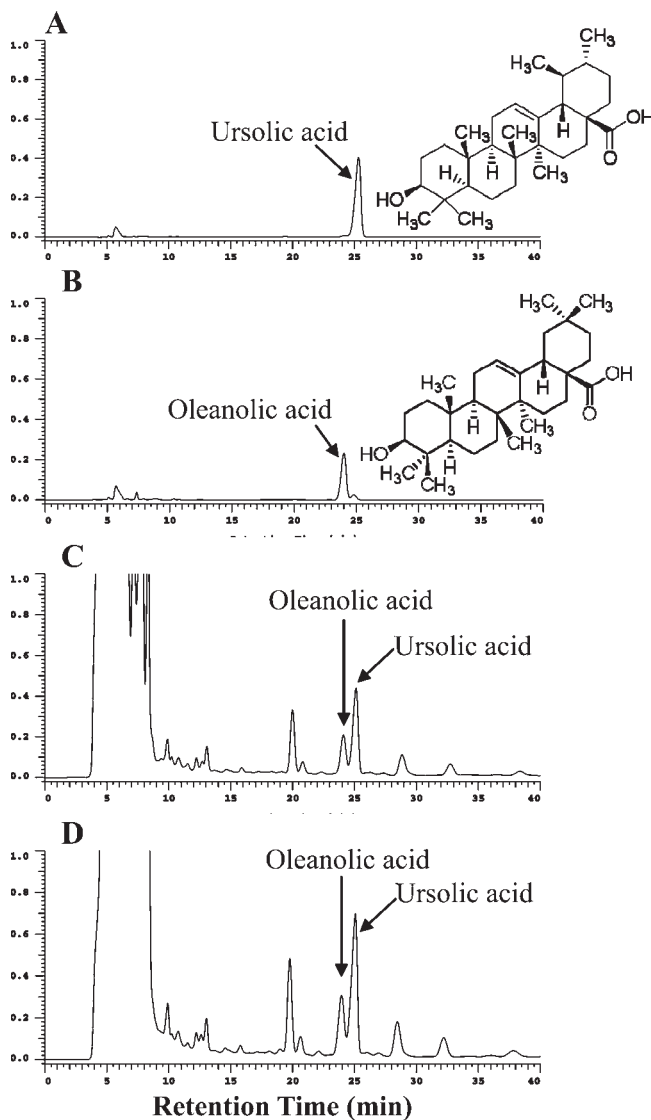 A
1.0
0.8
0.6
0.4
0.2
0.0
0 5 10 15 20 25 30 35 40
Ursolic acid
H₃C CH₃
CH₃ CH₃ H OH
H H CH₃ O
HO
H₃C CH₃
B
1.0
0.8
0.6
0.4
0.2
0.0
0 5 10 15 20 25 30 35 40
Oleanolic acid
H₃C CH₃
H₃C H OH
H CH₃ O
HO H CH₃
H₃C
CH₃
C
1.0
0.8
0.6
0.4
0.2
0.0
0 5 10 15 20 25 30 35 40
Oleanolic acid
Ursolic acid
D
1.0
0.8
0.6
0.4
0.2
0.0
0 5 10 15 20 25 30 35 40
Oleanolic acid
Ursolic acid
Retention Time (min)